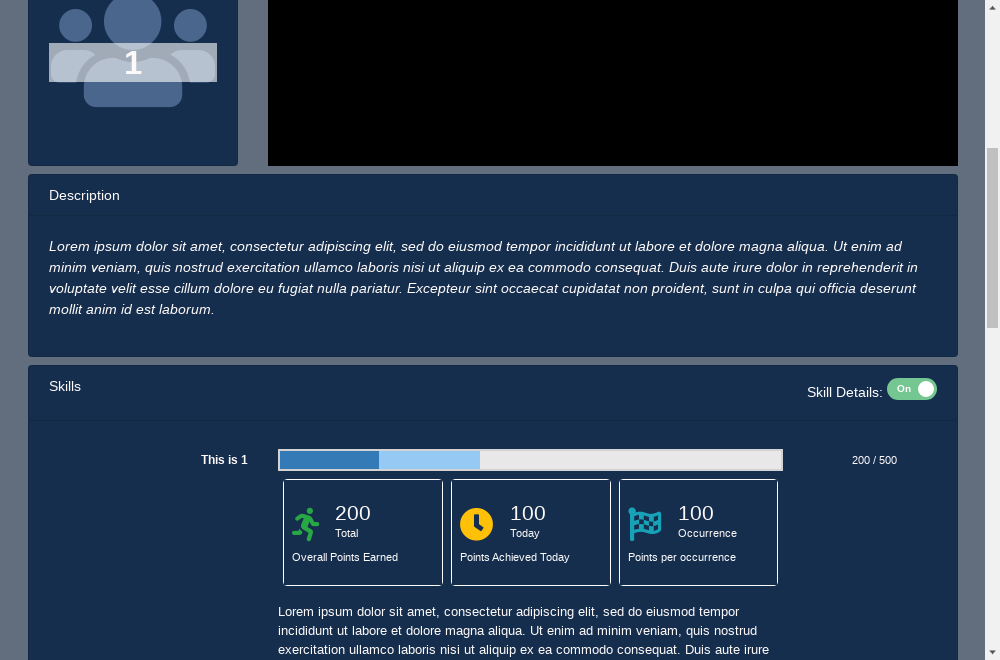 1
Description
Lorem ipsum dolor sit amet, consectetur adipiscing elit, sed do eiusmod tempor incididunt ut labore et dolore magna aliqua. Ut enim ad
minim veniam, quis nostrud exercitation ullamco laboris nisi ut aliquip ex ea commodo consequat. Duis aute irure dolor in reprehenderit in
voluptate velit esse cillum dolore eu fugiat nulla pariatur. Excepteur sint occaecat cupidatat non proident, sunt in culpa qui officia deserunt
mollit anim id est laborum.
Skills
Skill Details: On
This is 1
200 / 500
200
Total
Overall Points Earned
100
Today
Points Achieved Today
100
Occurrence
Points per occurrence
Lorem ipsum dolor sit amet, consectetur adipiscing elit, sed do eiusmod tempor
incididunt ut labore et dolore magna aliqua. Ut enim ad minim veniam, quis nostrud
exercitation ullamco laboris nisi ut aliquip ex ea commodo consequat. Duis aute irure